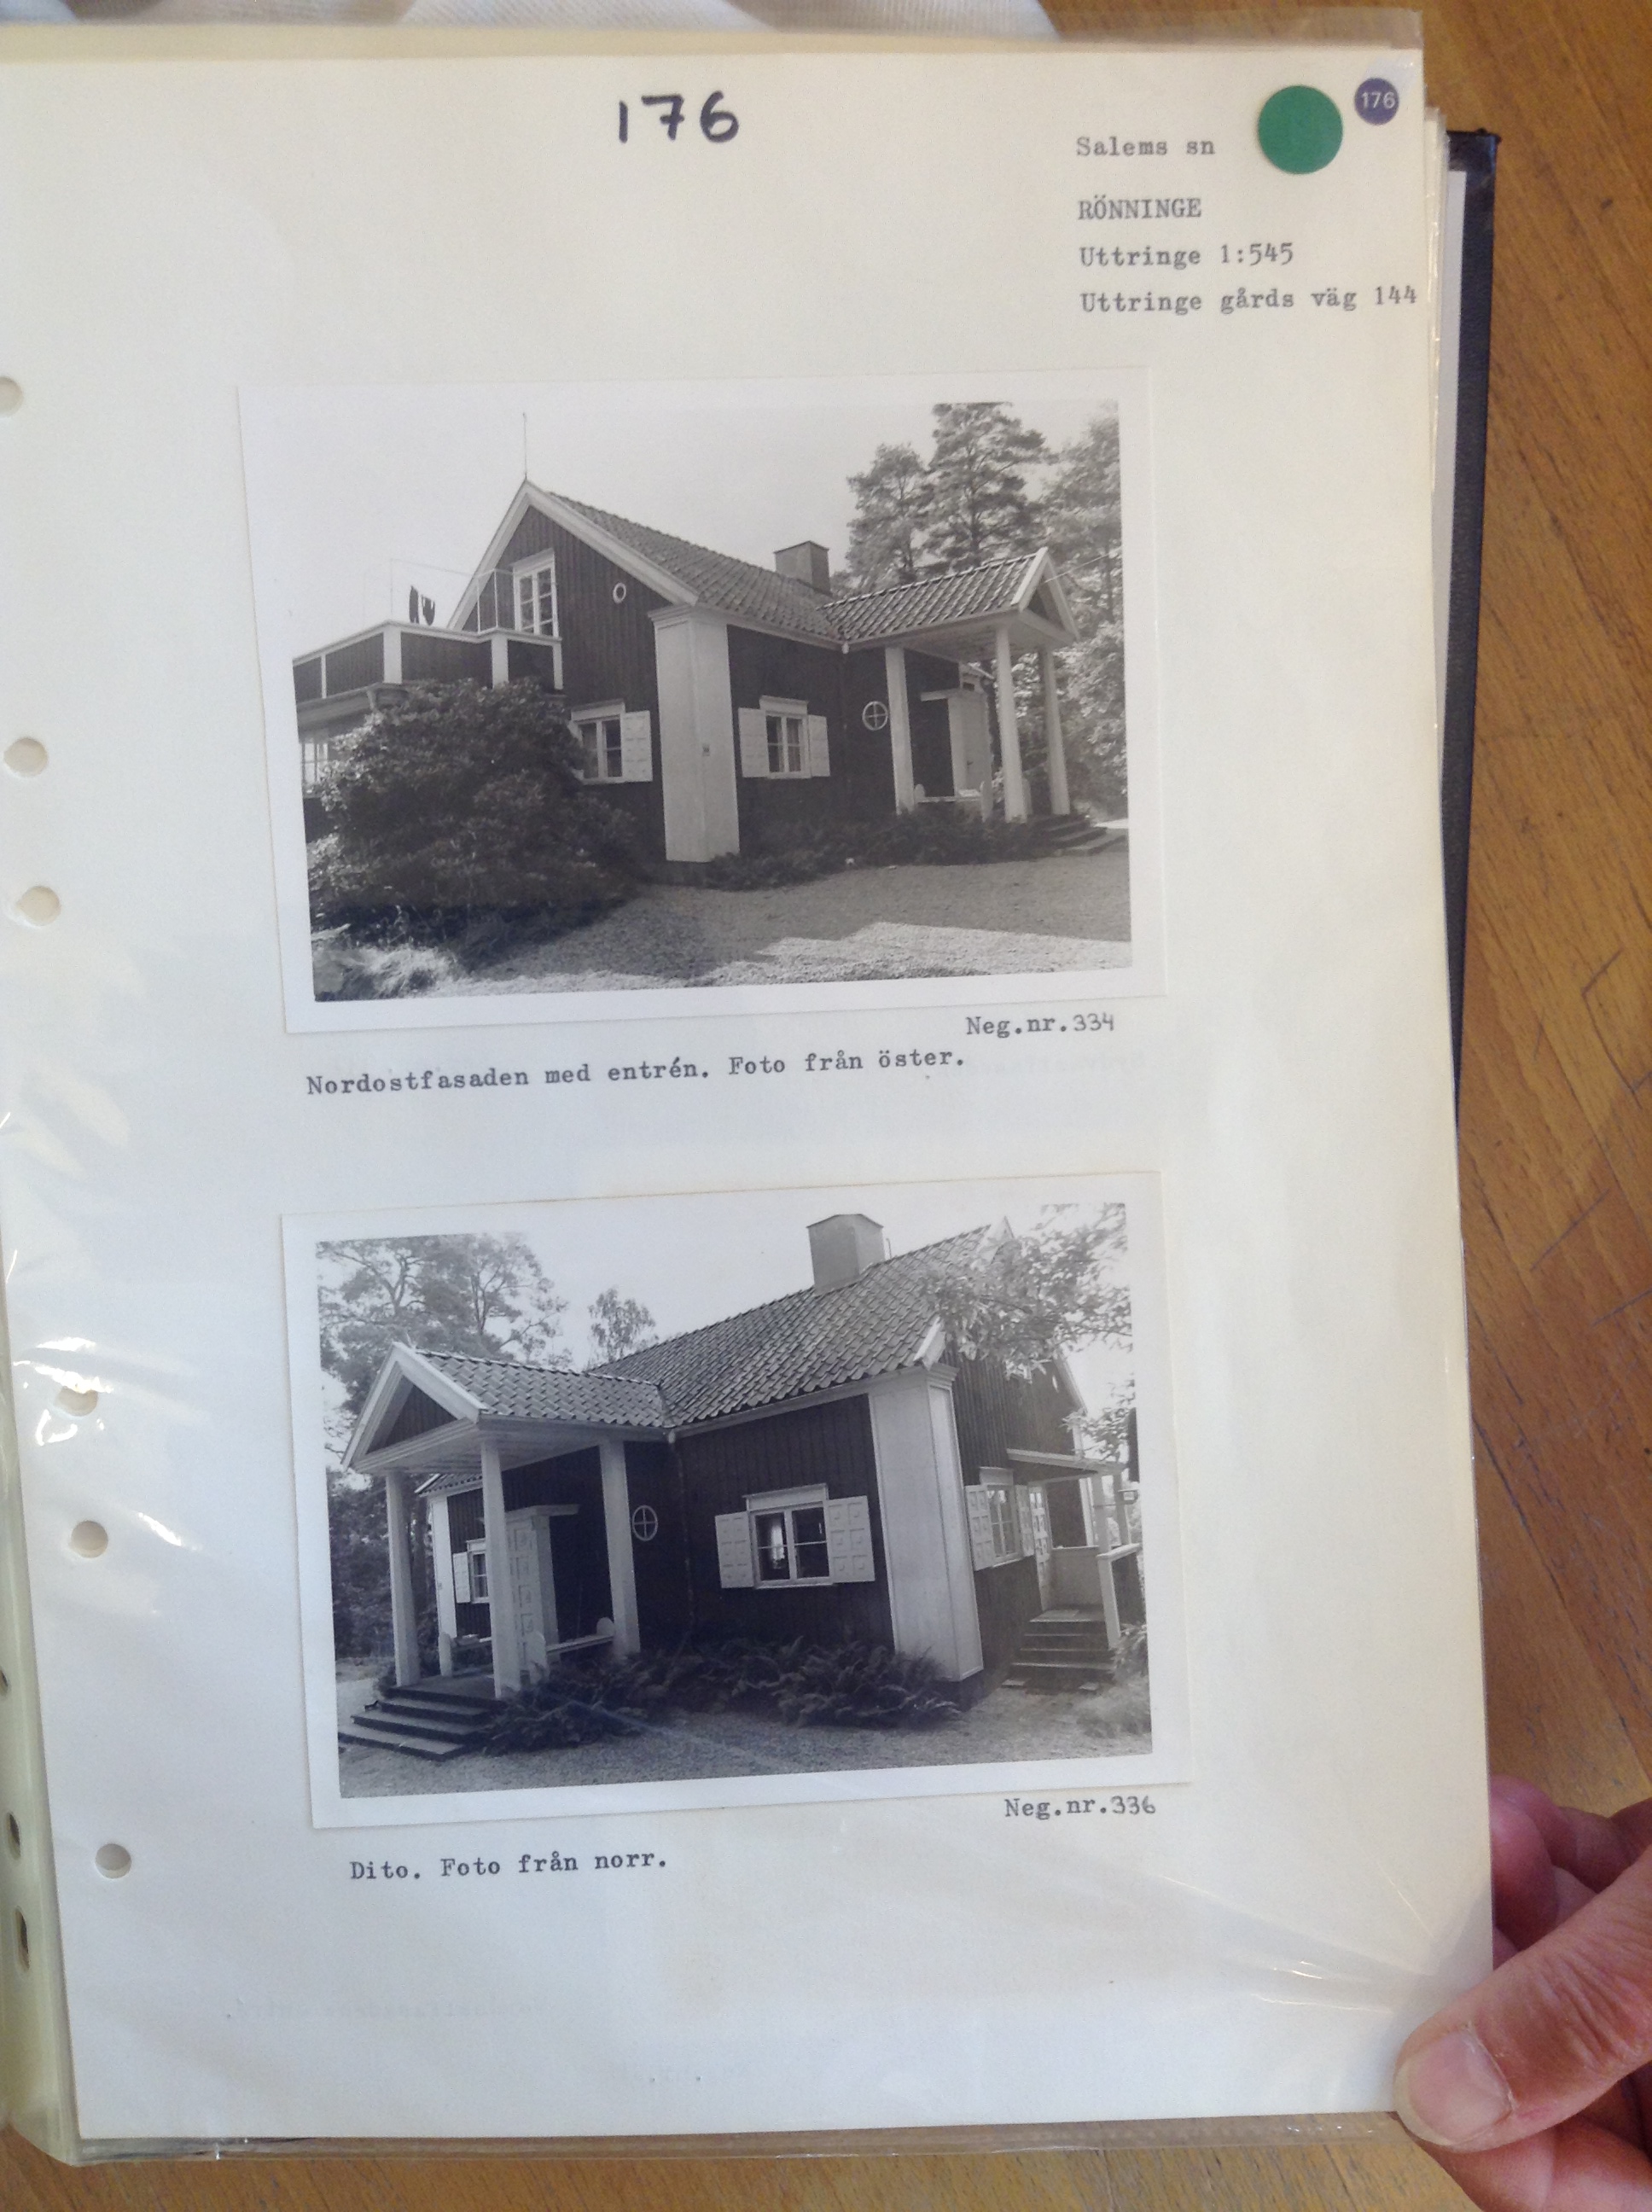 176
176
Salems sn
RÖNNINGE
Uttringe 1:545
Uttringe gårds väg 144
Neg.nr.334
Nordostfasaden med entrén. Foto från öster.
Neg.nr.336
Dito. Foto från norr.